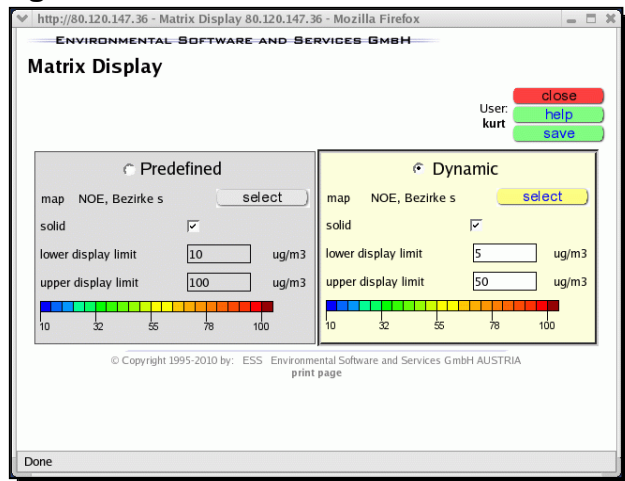 http://80.120.147.36 - Matrix Display 80.120.147.36 - Mozilla Firefox
Environmental Software and Services GmbH
Matrix Display
User:
kurt
close
help
save
Predefined
map NOE, Bezirke s select
solid
lower display limit 10 ug/m3
upper display limit 100 ug/m3
10 32 55 78 100
Dynamic
map NOE, Bezirke s select
solid
lower display limit 5 ug/m3
upper display limit 50 ug/m3
10 32 55 78 100
© Copyright 1995-2010 by: ESS Environmental Software and Services GmbH AUSTRIA
print page
Done